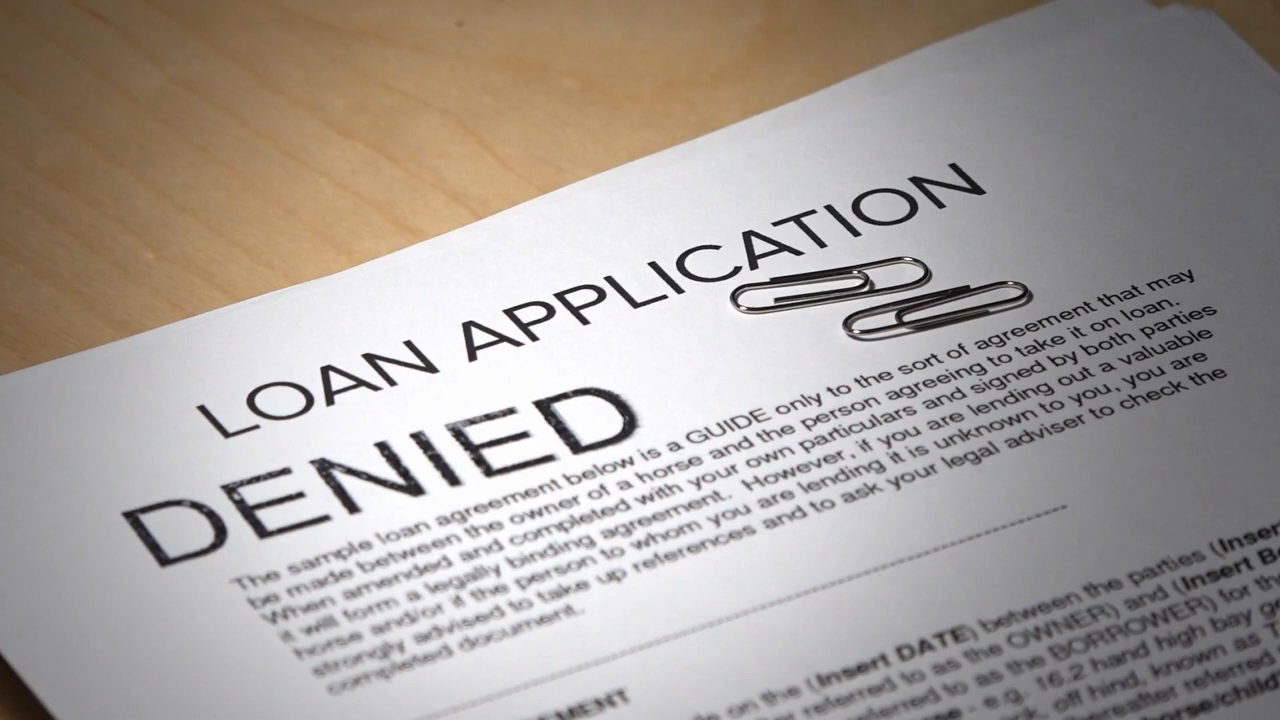 LOAN APPLICATION
DENIED
The sample loan agreement below is a GUIDE only to the sort of agreement that may
be made between the owner of a horse and the person agreeing to take it on loan.
When amended and completed with your own particulars and signed by both parties
it will form a legally binding agreement. However, if you are lending out a valuable
horse and/or if the person to whom you are lending it is unknown to you, you are
strongly advised to take up references and to ask your legal adviser to check the
completed document.
on the (Insert DATE) between the parties (Inser
referred to as the OWNER) and (Insert
referred to as the BORROWER) for the
- e.g. 16.2 hand high bay
off hind, known as
referred